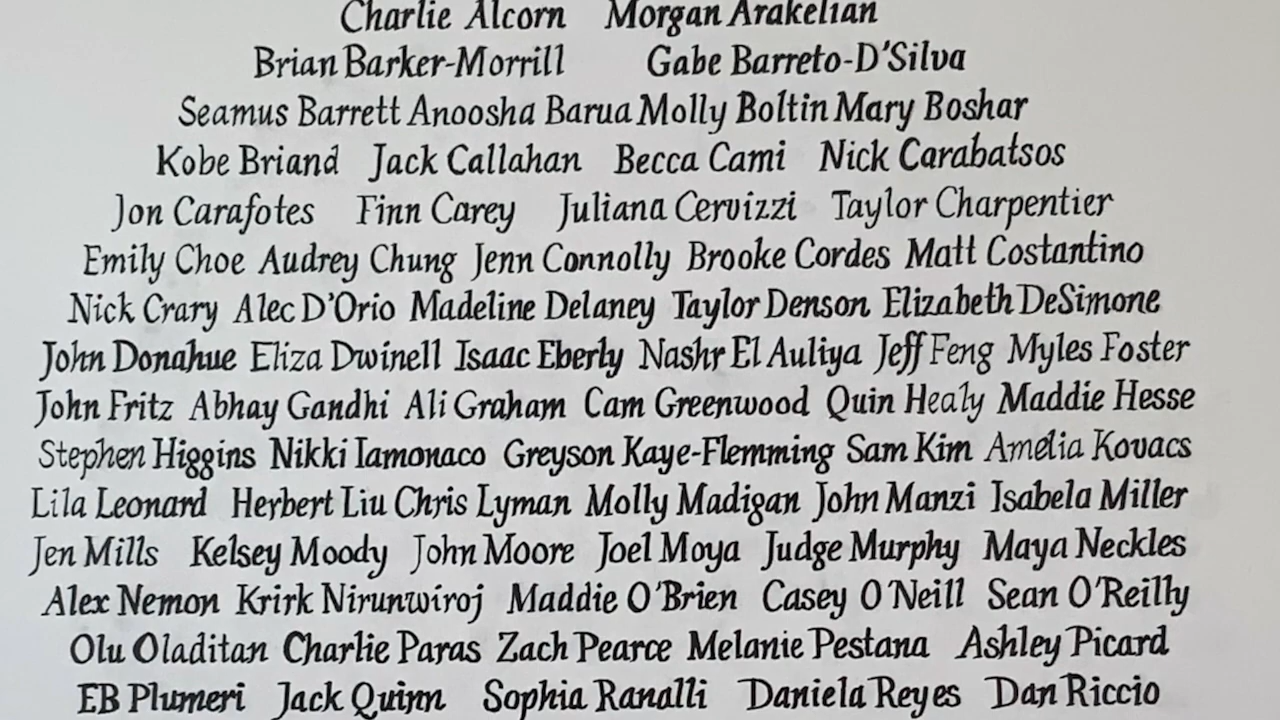 Charlie Alcorn Morgan Arakelian
Brian Barker-Morrill Gabe Barreto-D'Silva
Seamus Barrett Anoosha Barua Molly Boltin Mary Boshar
Kobe Briand Jack Callahan Becca Cami Nick Carabatsos
Jon Carafotes Finn Carey Juliana Cervizzi Taylor Charpentier
Emily Choe Audrey Chung Jenn Connolly Brooke Cordes Matt Costantino
Nick Crary Alec D'Orio Madeline Delaney Taylor Denson Elizabeth DeSimone
John Donahue Eliza Dwinell Isaac Eberly Nashr El Auliya Jeff Feng Myles Foster
John Fritz Abhay Gandhi Ali Graham Cam Greenwood Quin Healy Maddie Hesse
Stephen Higgins Nikki Iamonaco Greyson Kaye-Flemming Sam Kim Amelia Kovacs
Lila Leonard Herbert Liu Chris Lyman Molly Madigan John Manzi Isabela Miller
Jen Mills Kelsey Moody John Moore Joel Moya Judge Murphy Maya Neckles
Alex Nemon Krirk Nirunwiroj Maddie O'Brien Casey O'Neill Sean O'Reilly
Olu Oladitan Charlie Paras Zach Pearce Melanie Pestana Ashley Picard
EB Plumeri Jack Quinn Sophia Ranalli Daniela Reyes Dan Riccio